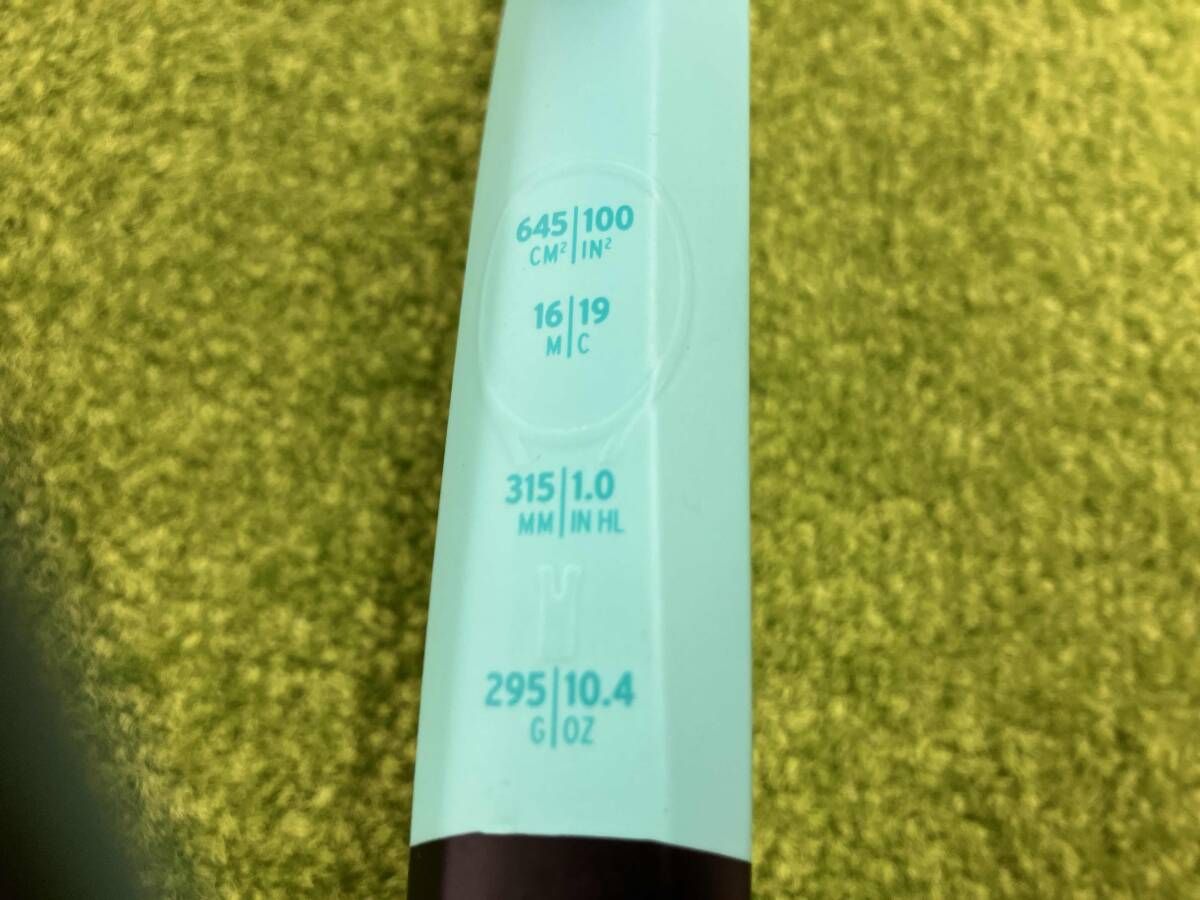 645|100
CM²|IN²
16|19
M|C
315|1.0
MM|IN HL
295|10.4
G|OZ